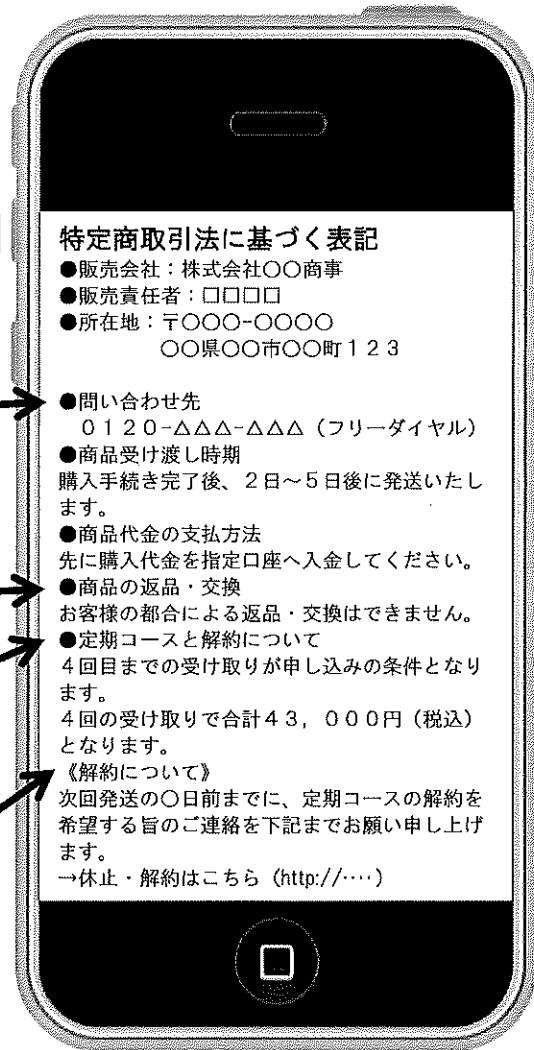 特定商取引法に基づく表記
●販売会社：株式会社〇〇商事
●販売責任者：□□□□
●所在地：〒〇〇〇-〇〇〇〇
〇〇県〇〇市〇〇町１２３
●問い合わせ先
０１２０-△△△-△△△（フリーダイヤル）
●商品受け渡し時期
購入手続き完了後、２日～５日後に発送いたし
ます。
●商品代金の支払方法
先に購入代金を指定口座へ入金してください。
●商品の返品・交換
お客様の都合による返品・交換はできません。
●定期コースと解約について
４回目までの受け取りが申し込みの条件となり
ます。
４回の受け取りで合計４３，０００円（税込）
となります。
《解約について》
次回発送の〇日前までに、定期コースの解約を
希望する旨のご連絡を下記までお願い申し上げ
ます。
→休止・解約はこちら（http://‥‥）